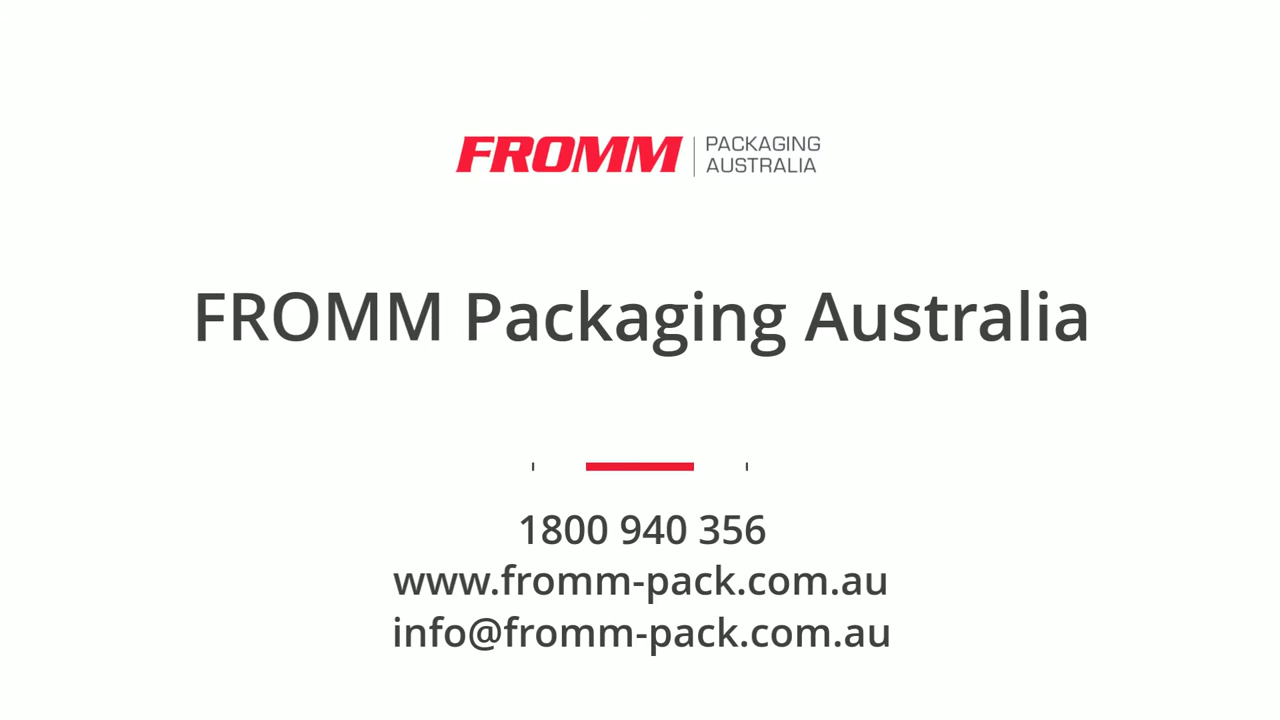 FROMM PACKAGING
AUSTRALIA
FROMM Packaging Australia
1800 940 356
www.fromm-pack.com.au
info@fromm-pack.com.au